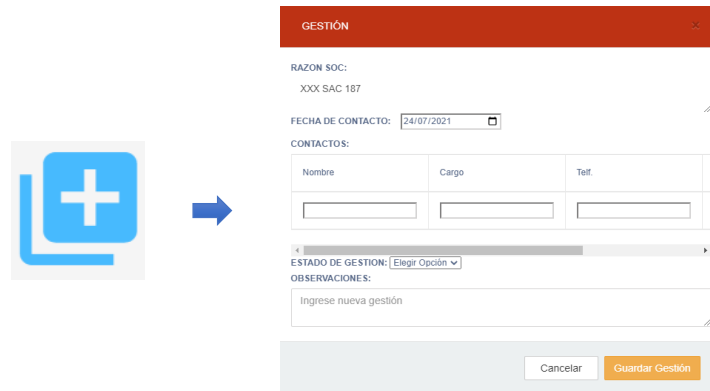 GESTIÓN
RAZON SOC:
XXX SAC 187
FECHA DE CONTACTO: 24/07/2021
CONTACTOS:
Nombre Cargo Telf.
ESTADO DE GESTION: Elegir Opción
OBSERVACIONES:
Ingrese nueva gestión
Cancelar Guardar Gestión